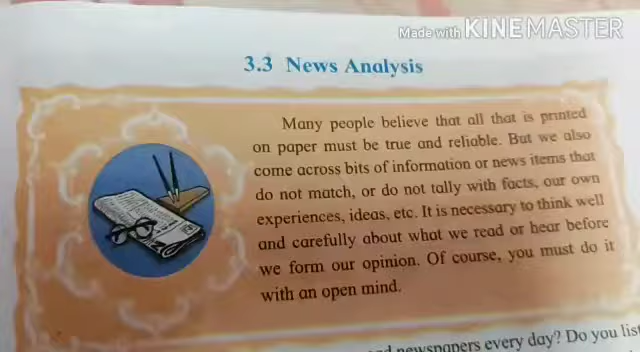 Made with KINEMASTER
3.3 News Analysis
Many people believe that all that is printed
on paper must be true and reliable. But we also
come across bits of information or news items that
do not match, or do not tally with facts, our own
experiences, ideas, etc. It is necessary to think well
and carefully about what we read or hear before
we form our opinion. Of course, you must do it
with an open mind.
newspapers every day? Do you